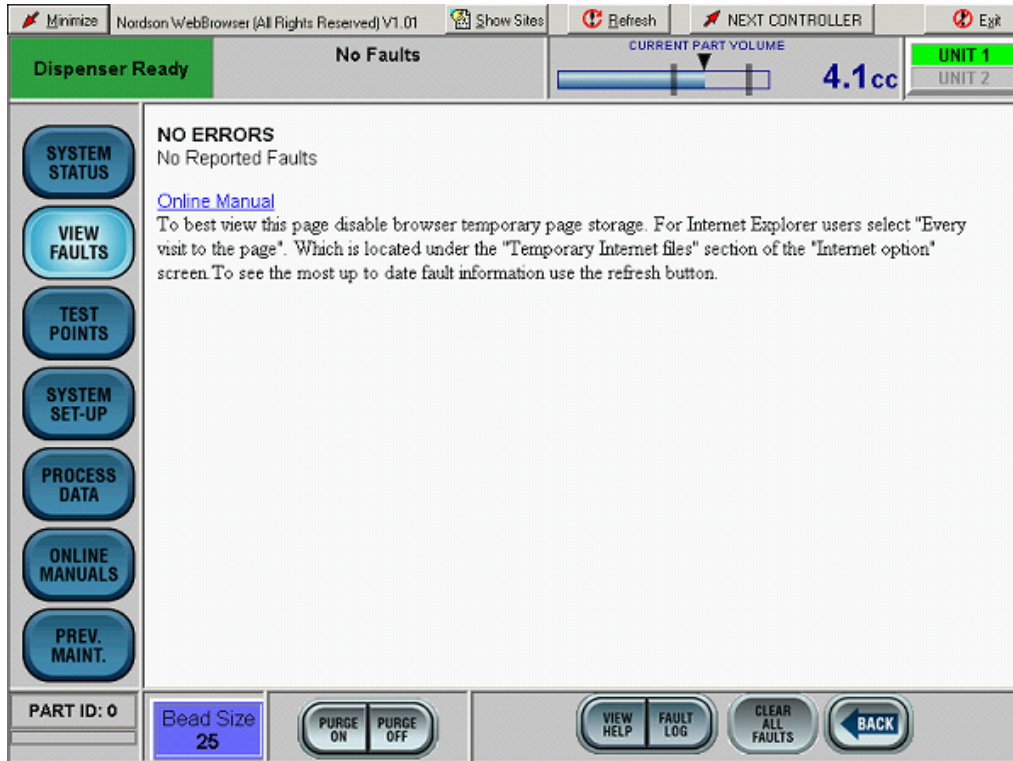 Minimize
Nordson WebBrowser (All Rights Reserved) V1.01
Show Sites
Refresh
NEXT CONTROLLER
Exit
Dispenser Ready
No Faults
CURRENT PART VOLUME
4.1cc
UNIT 1
UNIT 2
SYSTEM
STATUS
VIEW
FAULTS
TEST
POINTS
SYSTEM
SET-UP
PROCESS
DATA
ONLINE
MANUALS
PREV.
MAINT.
NO ERRORS
No Reported Faults
Online Manual
To best view this page disable browser temporary page storage. For Internet Explorer users select "Every
visit to the page". Which is located under the "Temporary Internet files" section of the "Internet option"
screen.To see the most up to date fault information use the refresh button.
PART ID: 0
Bead Size
25
PURGE
ON
PURGE
OFF
VIEW
HELP
FAULT
LOG
CLEAR
ALL
FAULTS
BACK